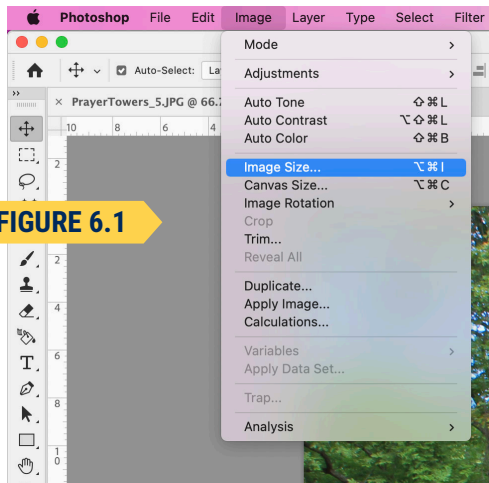 Photoshop File Edit Image Layer Type Select Filter
Auto-Select: La
× PrayerTowers_5.JPG @ 66.7
10 8 6 4
2
2
4
6
8
1
0
FIGURE 6.1
Mode >
Adjustments >
Auto Tone ⇧⌘L
Auto Contrast ⌥⇧⌘L
Auto Color ⇧⌘B
Image Size... ⌥⌘I
Canvas Size... ⌥⌘C
Image Rotation >
Crop
Trim...
Reveal All
Duplicate...
Apply Image...
Calculations...
Variables >
Apply Data Set...
Trap...
Analysis >